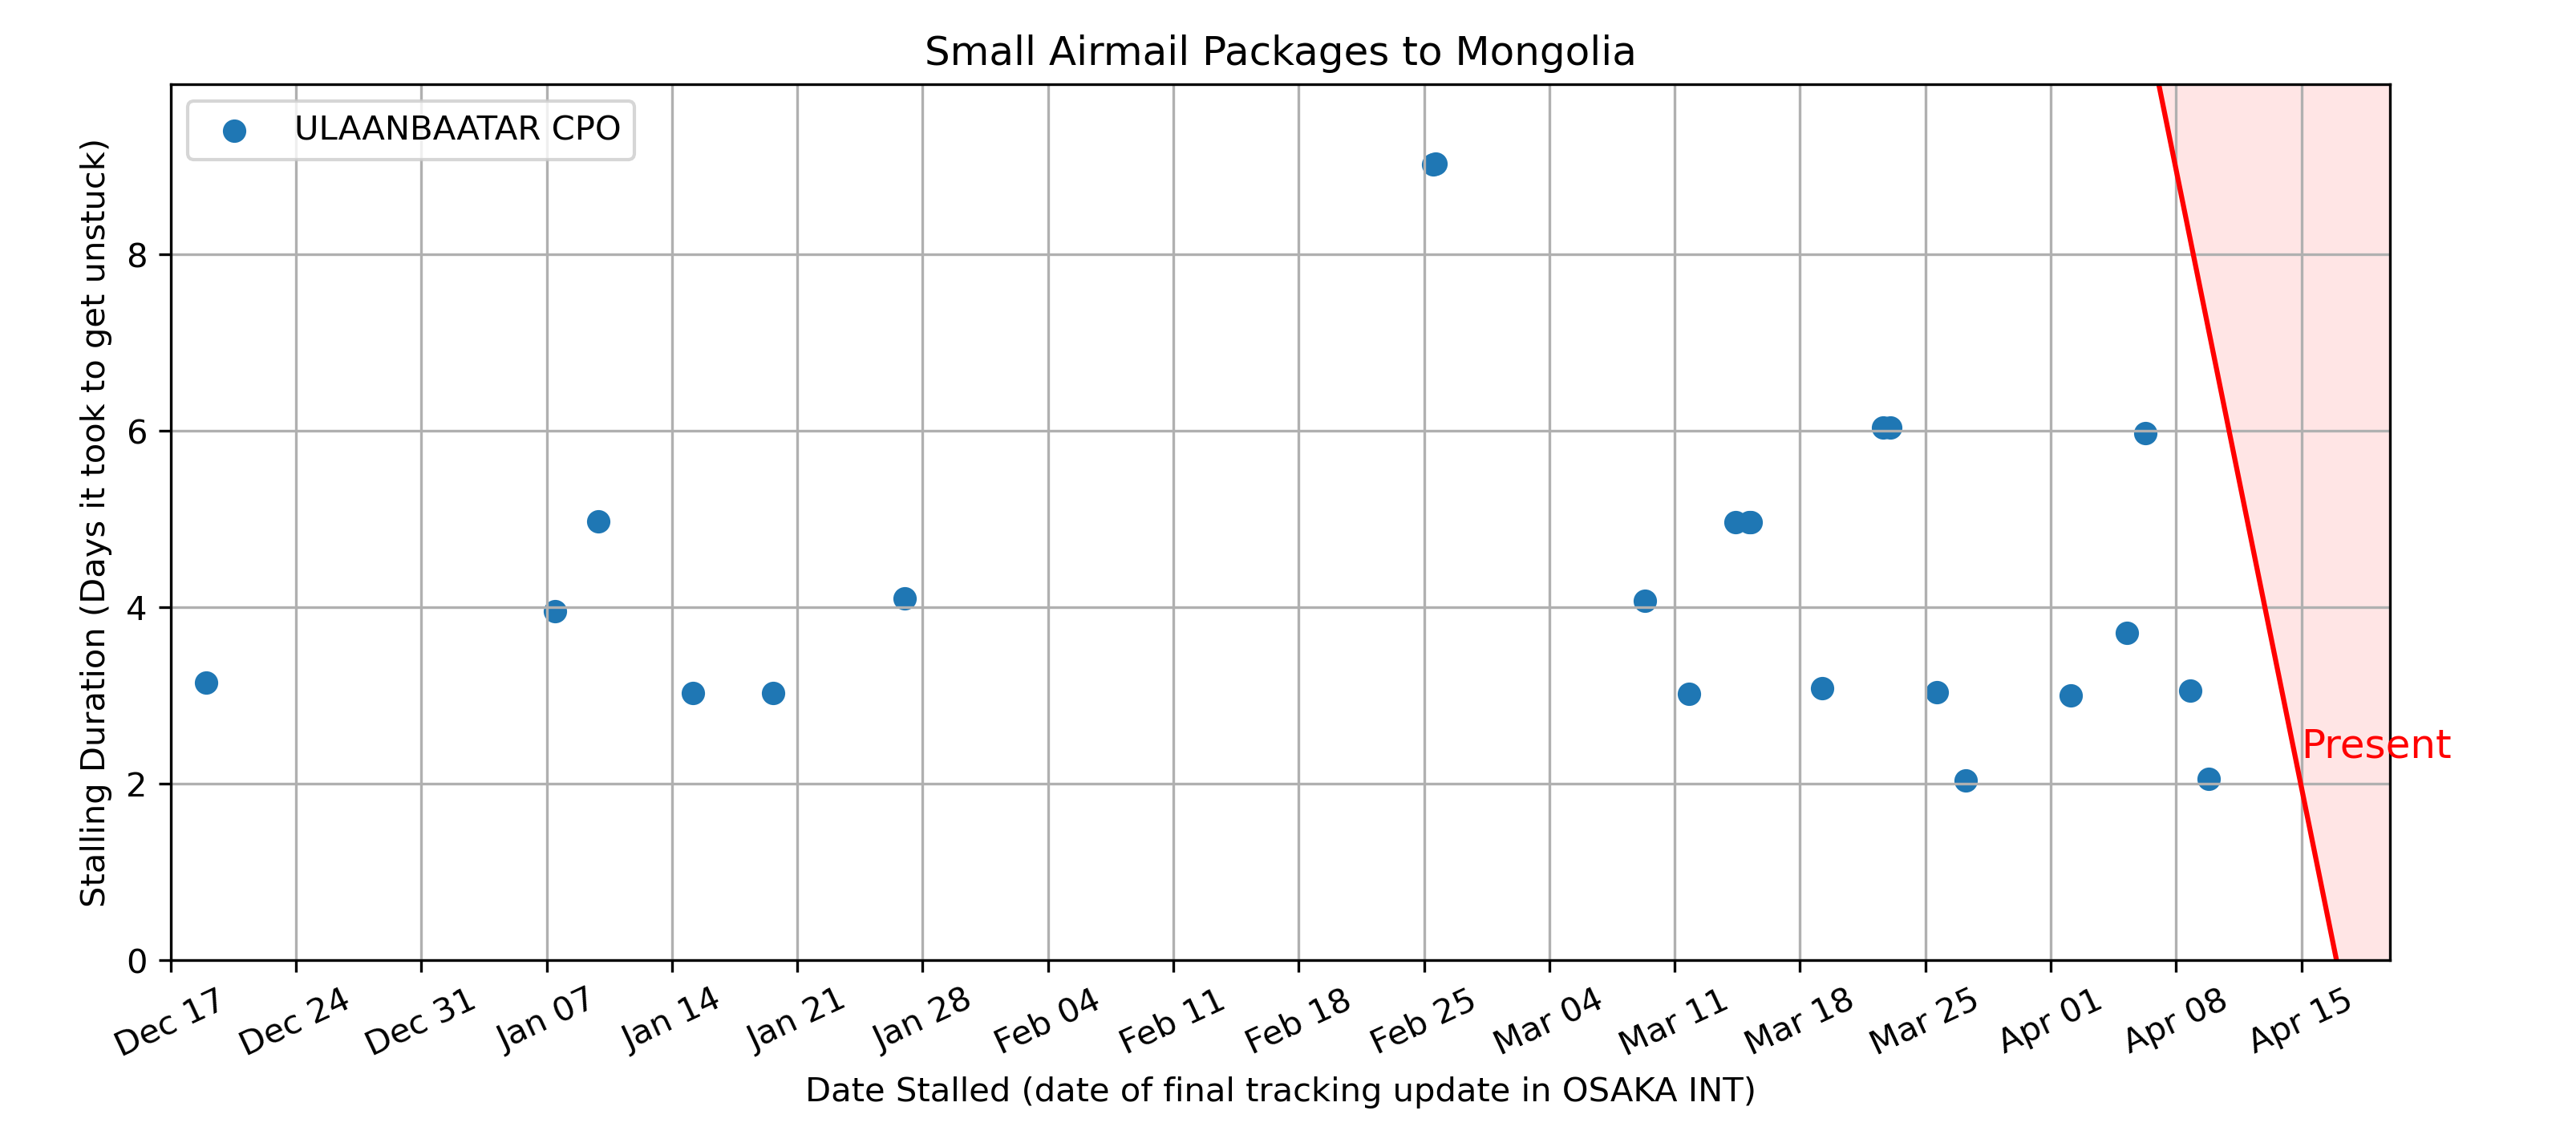 Small Airmail Packages to Mongolia
ULAANBAATAR CPO
Stalling Duration (Days it took to get unstuck)
8
6
4
2
0
Present
Dec 17
Dec 24
Dec 31
Jan 07
Jan 14
Jan 21
Jan 28
Feb 04
Feb 11
Feb 18
Feb 25
Mar 04
Mar 11
Mar 18
Mar 25
Apr 01
Apr 08
Apr 15
Date Stalled (date of final tracking update in OSAKA INT)